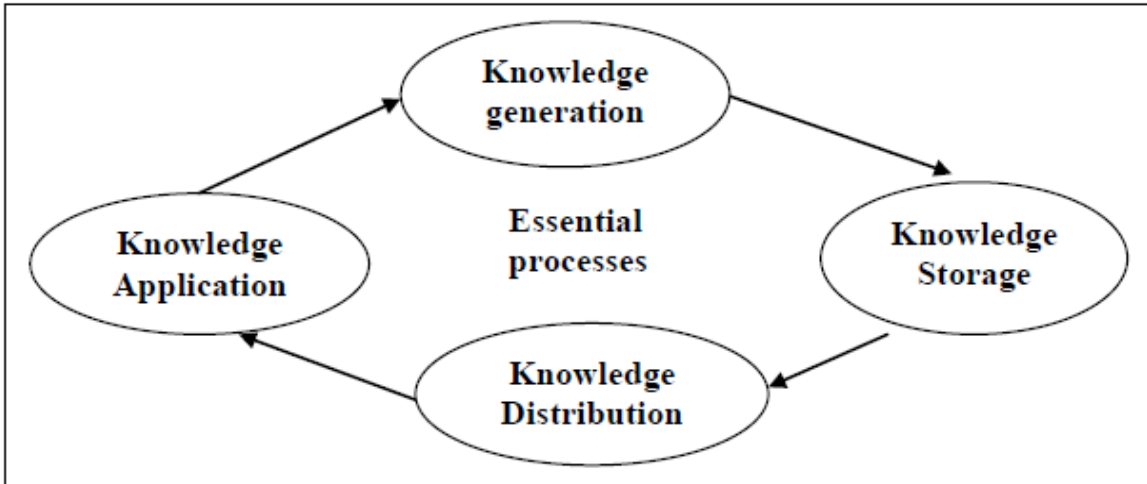 Knowledge
generation
Knowledge
Application
Essential
processes
Knowledge
Storage
Knowledge
Distribution